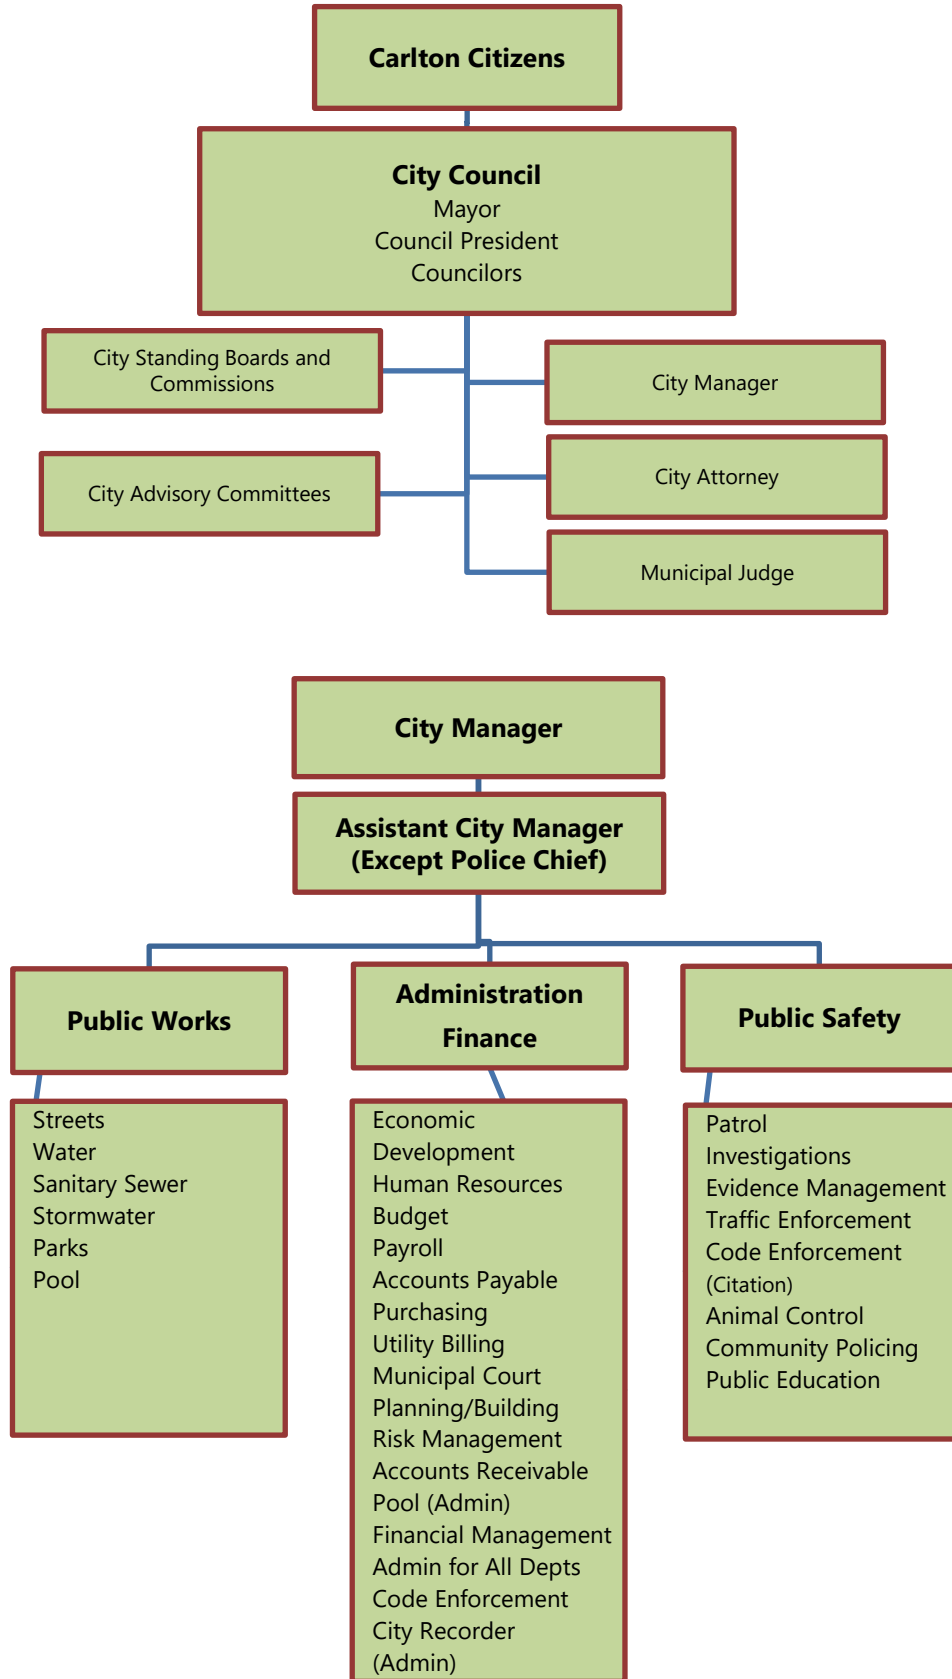 Carlton Citizens
City Council
Mayor
Council President
Councilors
City Standing Boards and
Commissions
City Manager
City Advisory Committees
City Attorney
Municipal Judge
City Manager
Assistant City Manager
(Except Police Chief)
Public Works
Streets
Water
Sanitary Sewer
Stormwater
Parks
Pool
Administration
Finance
Economic
Development
Human Resources
Budget
Payroll
Accounts Payable
Purchasing
Utility Billing
Municipal Court
Planning/Building
Risk Management
Accounts Receivable
Pool (Admin)
Financial Management
Admin for All Depts
Code Enforcement
City Recorder
(Admin)
Public Safety
Patrol
Investigations
Evidence Management
Traffic Enforcement
Code Enforcement
(Citation)
Animal Control
Community Policing
Public Education